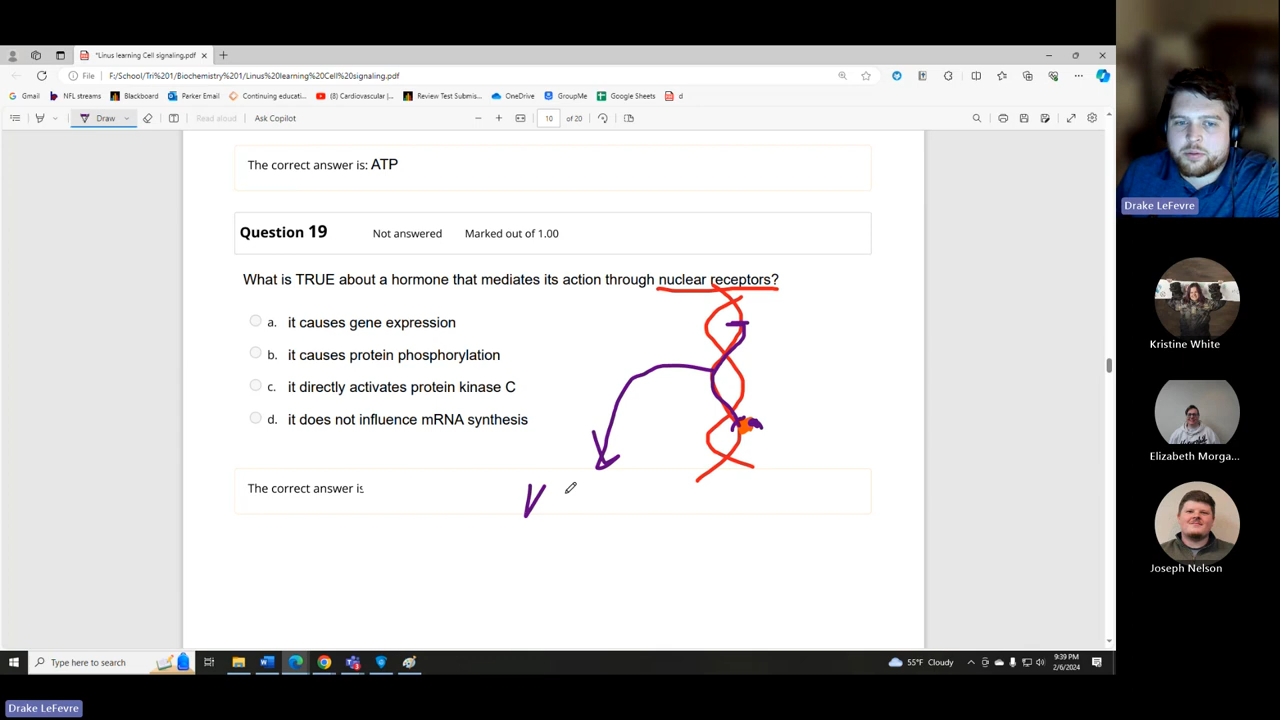 *Linus learning Cell signaling.pdf
File F:/School/Tri%201/Biochemistry%201/Linus%20learning%20Cell%20signaling.pdf
Gmail NFL streams Blackboard Parker Email Continuing educati... (8) Cardiovascular |... Review Test Submis... OneDrive GroupMe Google Sheets d
Draw Read aloud Ask Copilot 10 of 20
The correct answer is: ATP
Question 19 Not answered Marked out of 1.00
What is TRUE about a hormone that mediates its action through nuclear receptors?
a. it causes gene expression
b. it causes protein phosphorylation
c. it directly activates protein kinase C
d. it does not influence mRNA synthesis
The correct answer is
Drake LeFevre
Kristine White
Elizabeth Morga...
Joseph Nelson
Type here to search
55°F Cloudy
9:39 PM
2/6/2024
Drake LeFevre